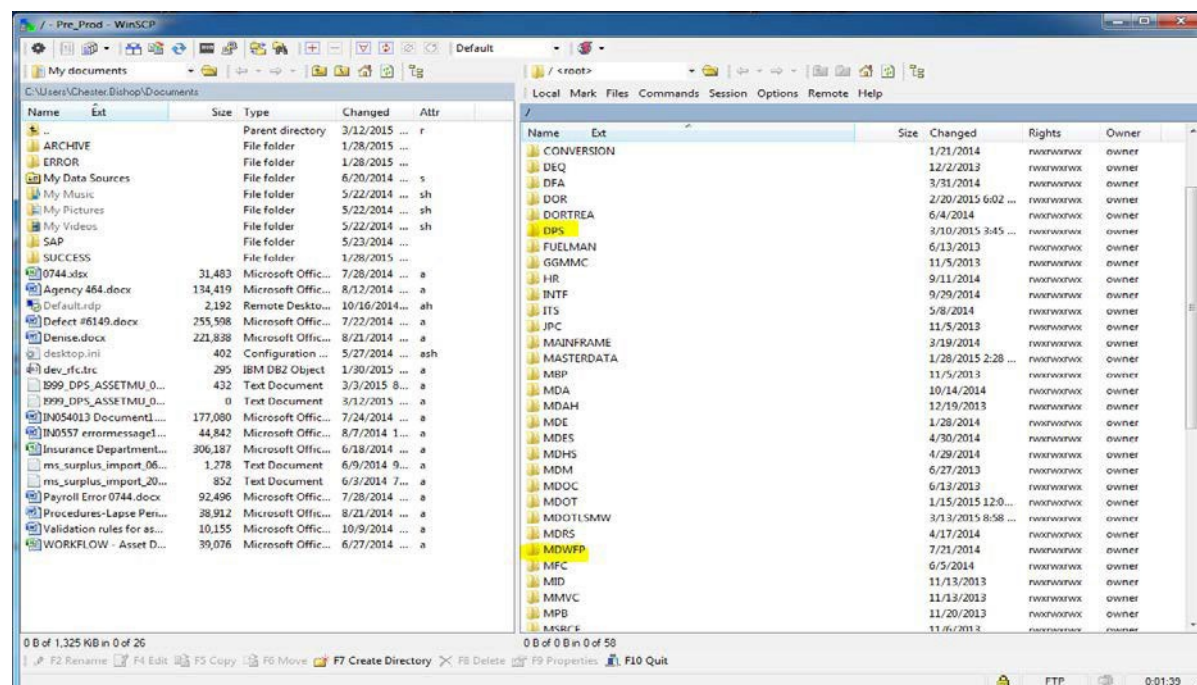 / - Pre_Prod - WinSCP
Default
My documents
/ <root>
C:\Users\Chester.Bishop\Documents
Local Mark Files Commands Session Options Remote Help
/
Name Ext Size Type Changed Attr
.. Parent directory 3/12/2015 ... r
ARCHIVE File folder 1/28/2015 ...
ERROR File folder 1/28/2015 ...
My Data Sources File folder 6/20/2014 ... s
My Music File folder 5/22/2014 ... sh
My Pictures File folder 5/22/2014 ... sh
My Videos File folder 5/22/2014 ... sh
SAP File folder 5/23/2014 ...
SUCCESS File folder 1/28/2015 ...
0744.xlsx 31,483 Microsoft Offic... 7/28/2014 ... a
Agency 464.docx 134,419 Microsoft Offic... 8/12/2014 ... a
Default.rdp 2,192 Remote Deskto... 10/16/2014... ah
Defect #6149.docx 255,598 Microsoft Offic... 7/22/2014 ... a
Denise.docx 221,838 Microsoft Offic... 8/21/2014 ... a
desktop.ini 402 Configuration ... 5/27/2014 ... ash
dev_rfc.trc 295 IBM DB2 Object 1/30/2015 ... a
I999_DPS_ASSETMU_0... 432 Text Document 3/3/2015 8... a
I999_DPS_ASSETMU_0... 0 Text Document 3/12/2015 ... a
IN054013 Document1.... 177,080 Microsoft Offic... 7/24/2014 ... a
IN0557 errormessage1... 44,842 Microsoft Offic... 8/7/2014 1... a
Insurance Department... 306,187 Microsoft Offic... 6/18/2014 ... a
ms_surplus_import_06... 1,278 Text Document 6/9/2014 9... a
ms_surplus_import_20... 852 Text Document 6/3/2014 7... a
Payroll Error 0744.docx 92,496 Microsoft Offic... 7/28/2014 ... a
Procedures-Lapse Peri... 38,912 Microsoft Offic... 8/21/2014 ... a
Validation rules for as... 10,155 Microsoft Offic... 10/9/2014 ... a
WORKFLOW - Asset D... 39,076 Microsoft Offic... 6/27/2014 ... a
Name Ext Size Changed Rights Owner
CONVERSION 1/21/2014 rwxrwxrwx owner
DEQ 12/2/2013 rwxrwxrwx owner
DFA 3/31/2014 rwxrwxrwx owner
DOR 2/20/2015 6:02 ... rwxrwxrwx owner
DORTREA 6/4/2014 rwxrwxrwx owner
DPS 3/10/2015 3:45 ... rwxrwxrwx owner
FUELMAN 6/13/2013 rwxrwxrwx owner
GGMMC 11/5/2013 rwxrwxrwx owner
HR 9/11/2014 rwxrwxrwx owner
INTF 9/29/2014 rwxrwxrwx owner
ITS 5/8/2014 rwxrwxrwx owner
JPC 11/5/2013 rwxrwxrwx owner
MAINFRAME 3/19/2014 rwxrwxrwx owner
MASTERDATA 1/28/2015 2:28 ... rwxrwxrwx owner
MBP 11/5/2013 rwxrwxrwx owner
MDA 10/14/2014 rwxrwxrwx owner
MDAH 12/19/2013 rwxrwxrwx owner
MDE 1/28/2014 rwxrwxrwx owner
MDES 4/30/2014 rwxrwxrwx owner
MDHS 4/29/2014 rwxrwxrwx owner
MDM 6/27/2013 rwxrwxrwx owner
MDOC 6/13/2013 rwxrwxrwx owner
MDOT 1/15/2015 12:0... rwxrwxrwx owner
MDOTLSMW 3/13/2015 8:58 ... rwxrwxrwx owner
MDRS 4/17/2014 rwxrwxrwx owner
MDWFP 7/21/2014 rwxrwxrwx owner
MFC 6/5/2014 rwxrwxrwx owner
MID 11/13/2013 rwxrwxrwx owner
MMVC 11/13/2013 rwxrwxrwx owner
MPB 11/20/2013 rwxrwxrwx owner
MSBCE 11/6/2013 rwxrwxrwx owner
0 B of 1,325 KiB in 0 of 26
0 B of 0 B in 0 of 58
F2 Rename F4 Edit F5 Copy F6 Move F7 Create Directory F8 Delete F9 Properties F10 Quit
FTP 0:01:39